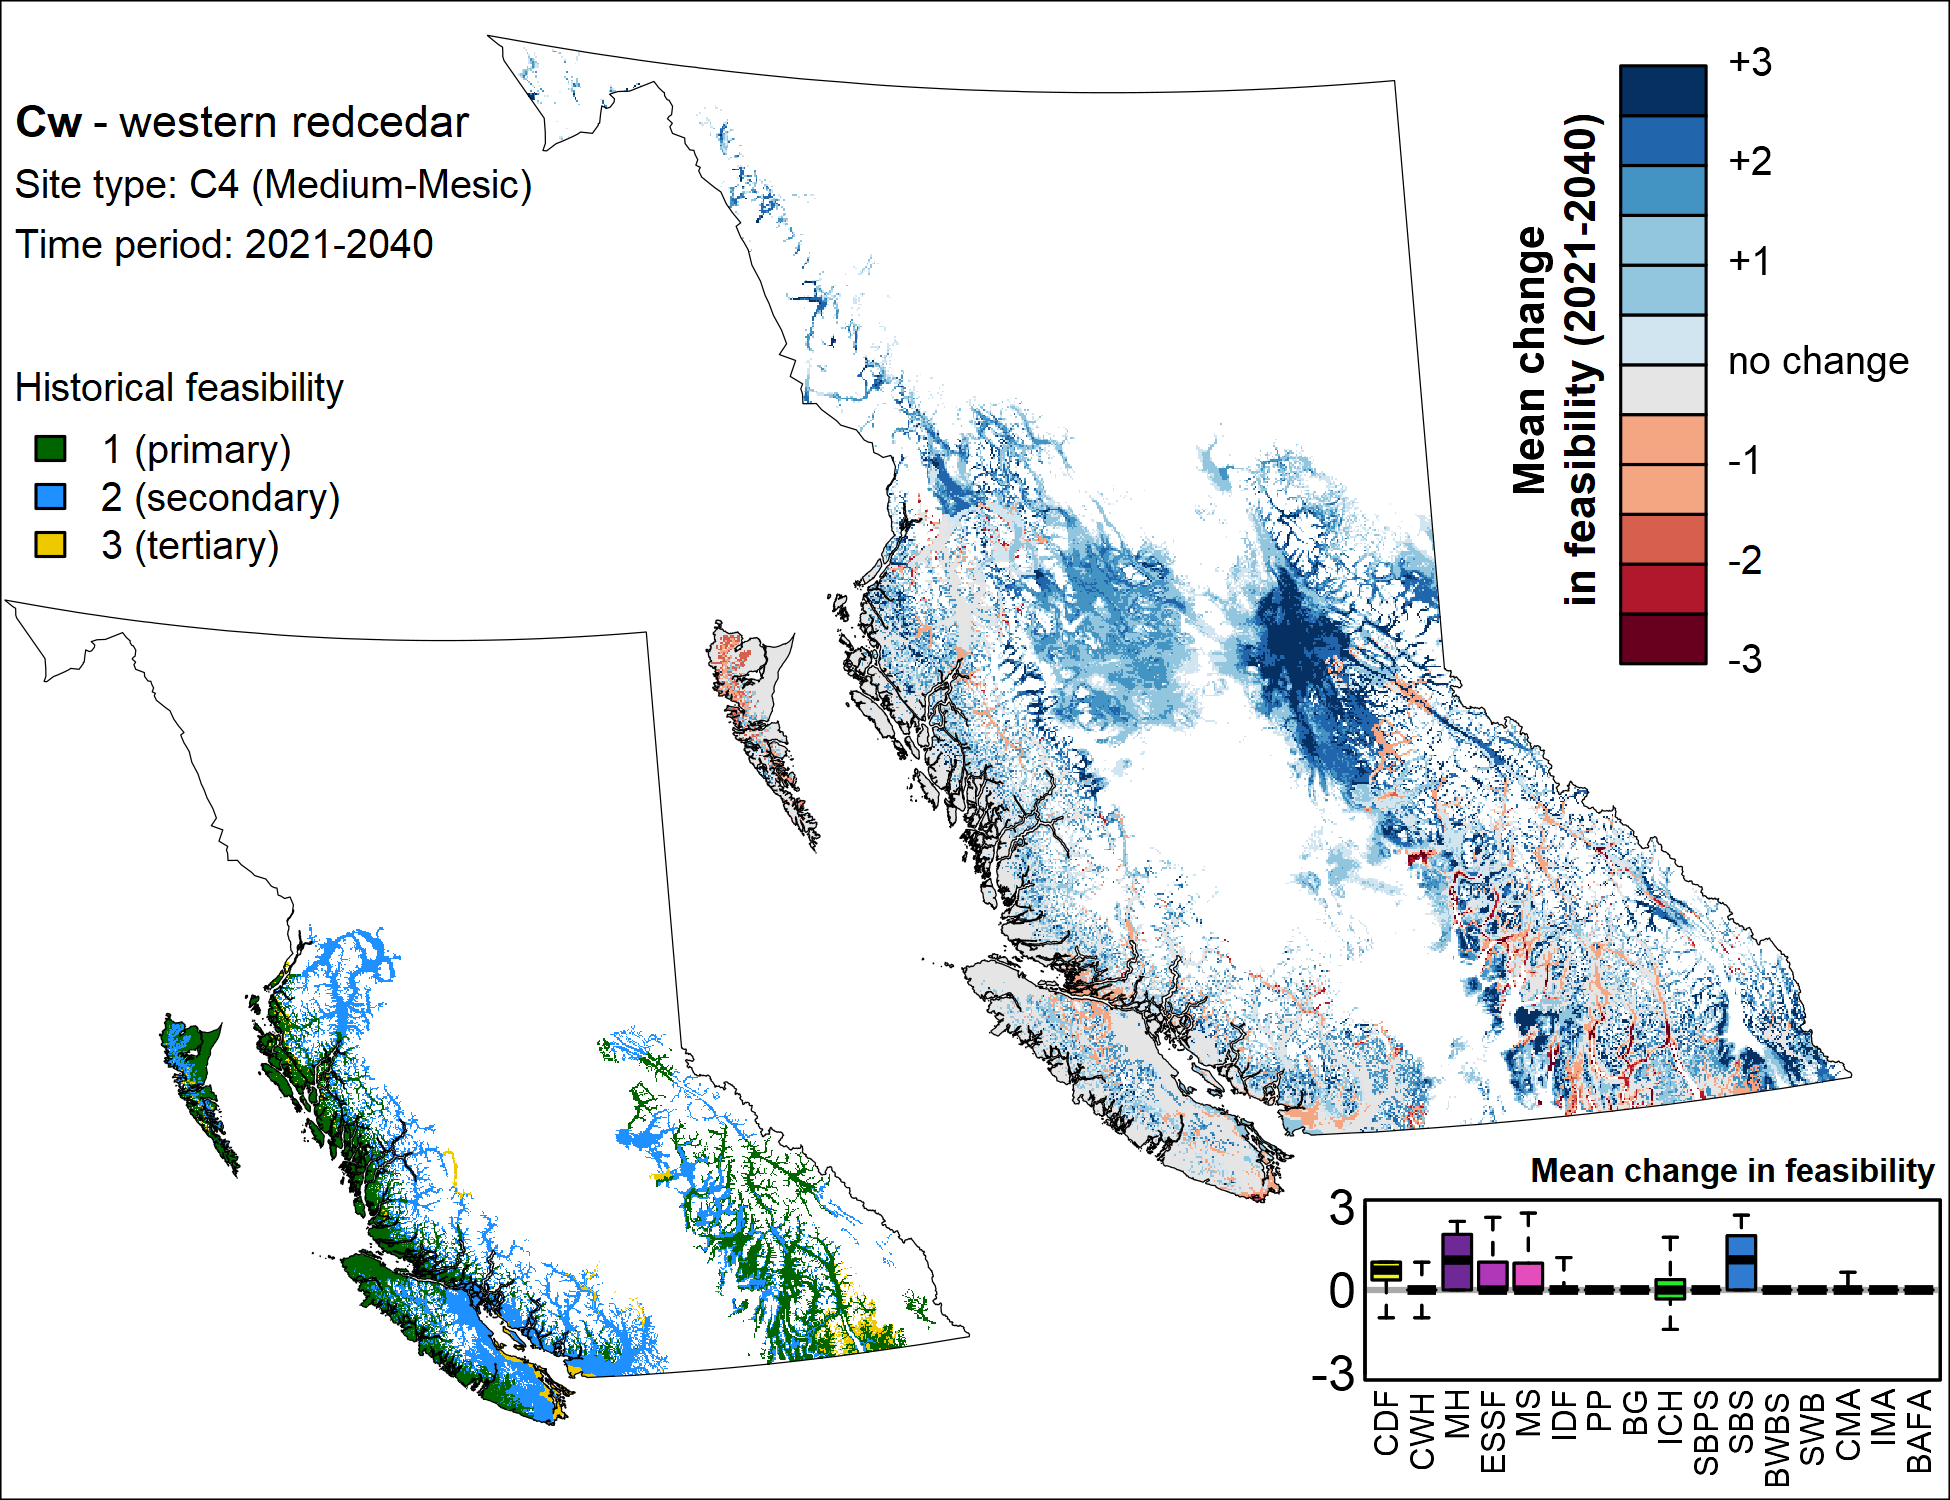 Cw - western redcedar
Site type: C4 (Medium-Mesic)
Time period: 2021-2040
Historical feasibility
1 (primary)
2 (secondary)
3 (tertiary)
Mean change
in feasibility (2021-2040)
+3
+2
+1
no change
-1
-2
-3
Mean change in feasibility
3
0
-3
CDF
CWH
MH
ESSF
MS
IDF
PP
BG
ICH
SBPS
SBS
BWBS
SWB
CMA
IMA
BAFA